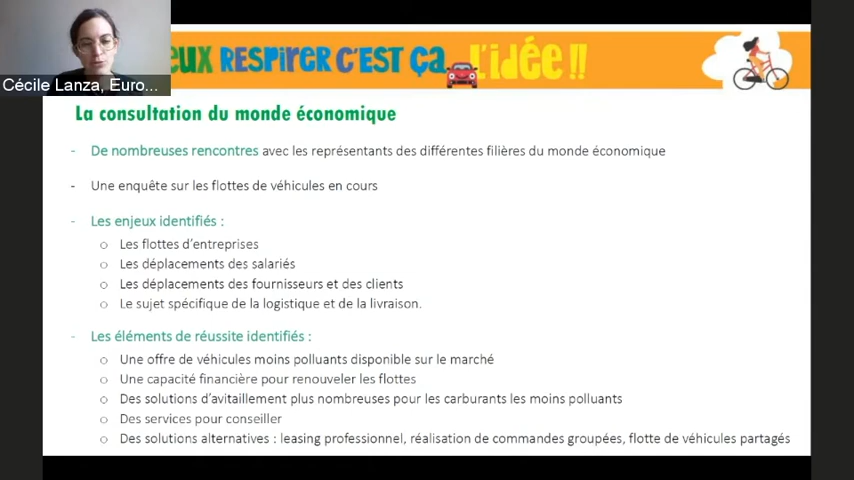 EUX RESPIRER C'EST ÇA L'IDÉE !!
Cécile Lanza, Euro...
La consultation du monde économique
- De nombreuses rencontres avec les représentants des différentes filières du monde économique
- Une enquête sur les flottes de véhicules en cours
- Les enjeux identifiés :
o Les flottes d'entreprises
o Les déplacements des salariés
o Les déplacements des fournisseurs et des clients
o Le sujet spécifique de la logistique et de la livraison.
- Les éléments de réussite identifiés :
o Une offre de véhicules moins polluants disponible sur le marché
o Une capacité financière pour renouveler les flottes
o Des solutions d'avitaillement plus nombreuses pour les carburants les moins polluants
o Des services pour conseiller
o Des solutions alternatives : leasing professionnel, réalisation de commandes groupées, flotte de véhicules partagés